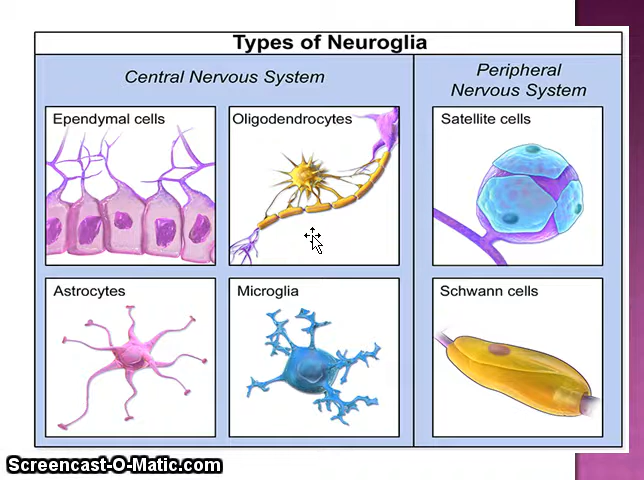 Types of Neuroglia
Central Nervous System
Peripheral
Nervous System
Ependymal cells
Oligodendrocytes
Satellite cells
Astrocytes
Microglia
Schwann cells
Screencast-O-Matic.com